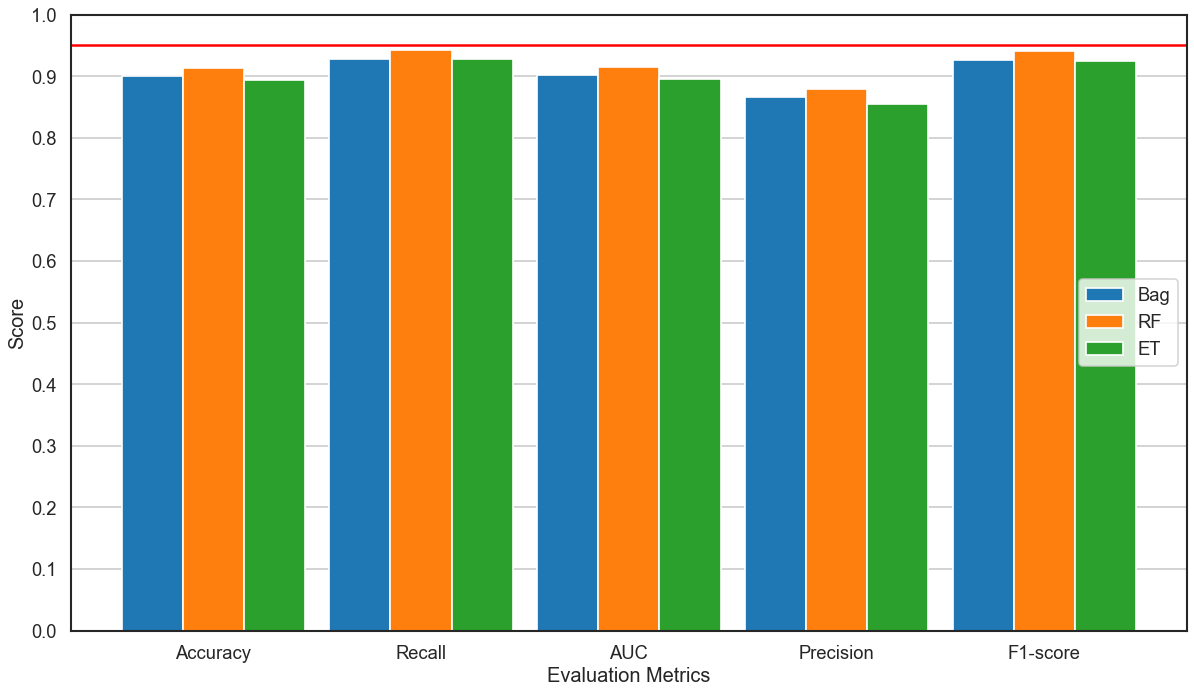 1.0
0.9
0.8
0.7
0.6
0.5
0.4
0.3
0.2
0.1
0.0
Score
Bag
RF
ET
Accuracy Recall AUC Precision F1-score
Evaluation Metrics